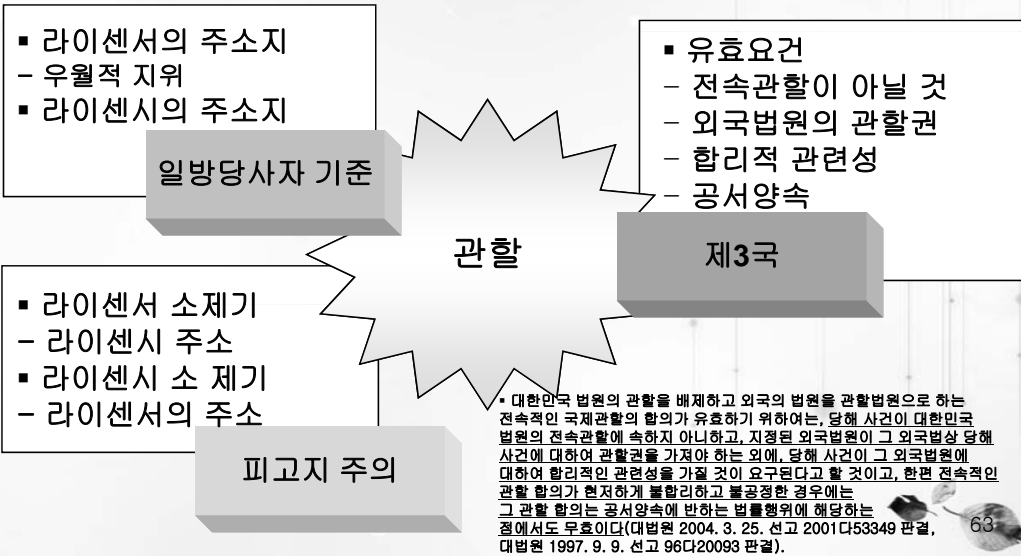 ▪ 라이센서의 주소지
– 우월적 지위
▪ 라이센시의 주소지
일방당사자 기준
▪ 유효요건
– 전속관할이 아닐 것
– 외국법원의 관할권
– 합리적 관련성
– 공서양속
제3국
관할
▪ 라이센서 소제기
– 라이센시 주소
▪ 라이센시 소 제기
– 라이센서의 주소
피고지 주의
▪ 대한민국 법원의 관할을 배제하고 외국의 법원을 관할법원으로 하는
전속적인 국제관할의 합의가 유효하기 위하여는, 당해 사건이 대한민국
법원의 전속관할에 속하지 아니하고, 지정된 외국법원이 그 외국법상 당해
사건에 대하여 관할권을 가져야 하는 외에, 당해 사건이 그 외국법원에
대하여 합리적인 관련성을 가질 것이 요구된다고 할 것이고, 한편 전속적인
관할 합의가 현저하게 불합리하고 불공정한 경우에는
그 관할 합의는 공서양속에 반하는 법률행위에 해당하는
점에서도 무효이다(대법원 2004. 3. 25. 선고 2001다53349 판결,
대법원 1997. 9. 9. 선고 96다20093 판결).
63